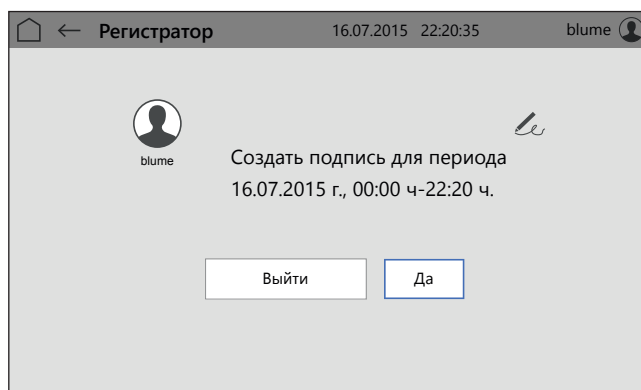 Регистратор 16.07.2015 22:20:35 blume
blume
Создать подпись для периода
16.07.2015 г., 00:00 ч-22:20 ч.
Выйти Да